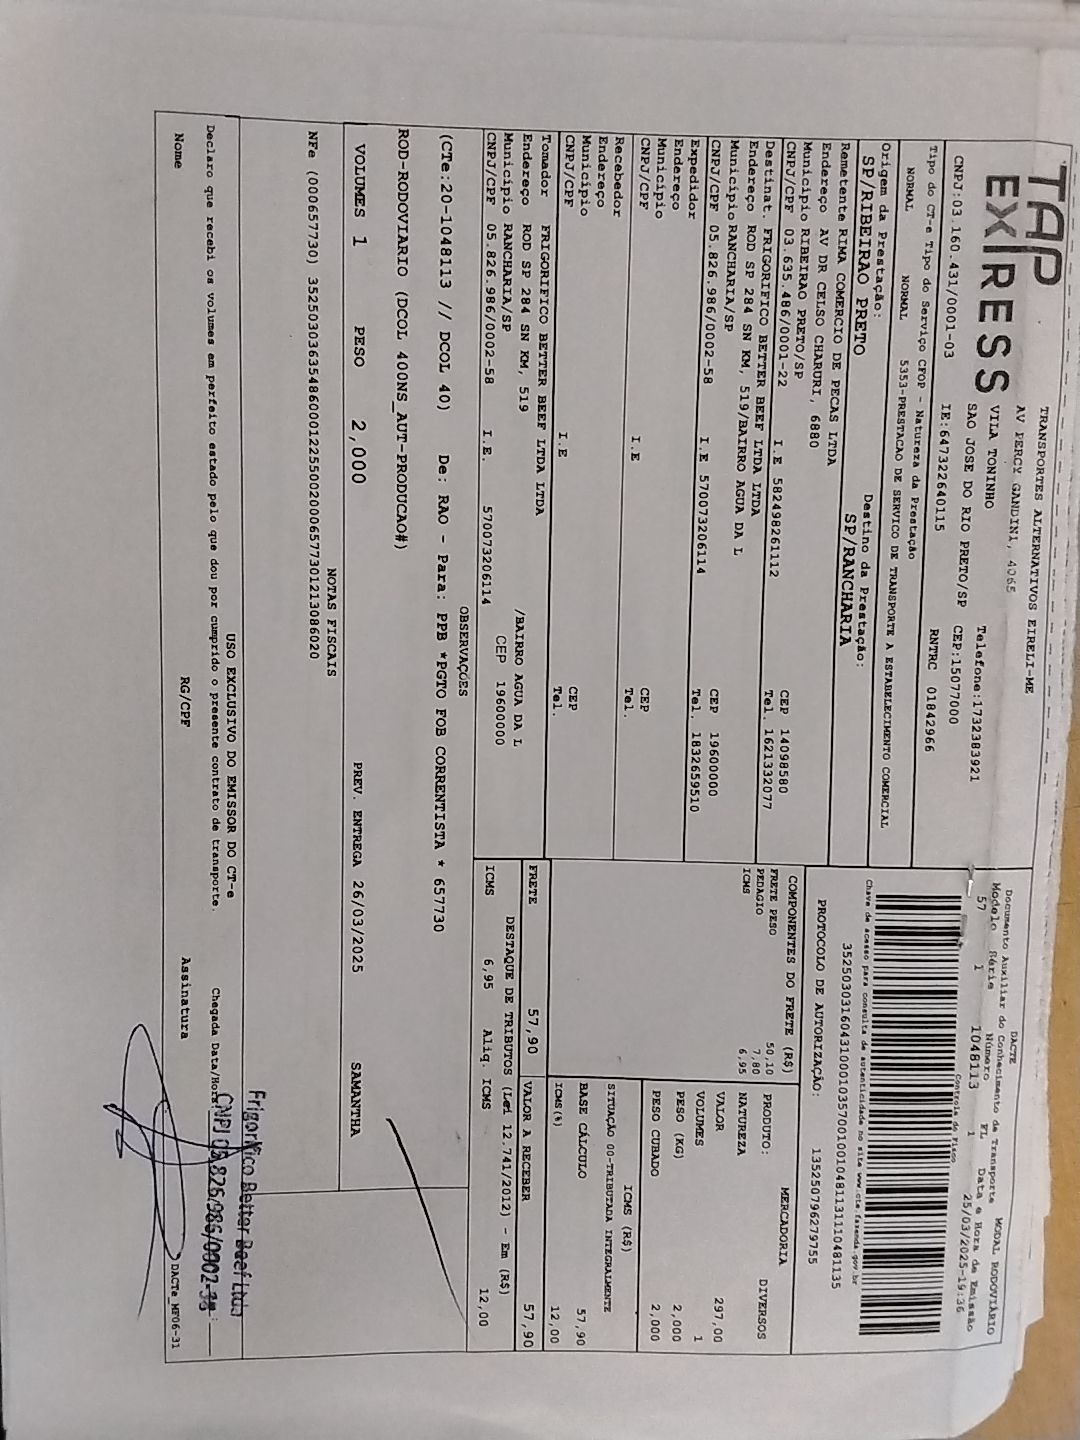 TAP
EXPRESS
TRANSPORTES ALTERNATIVOS EIRELI-ME
AV PERCY GANDINI, 4065
VILA TONINHO Telefone:1732383921
SAO JOSE DO RIO PRETO/SP CEP:15077000
CNPJ:03.160.431/0001-03 IE:647322640115 RNTRC 01842966
DACTE MODAL RODOVIÁRIO
Documento Auxiliar do Conhecimento de Transporte
Modelo Série Número FL Data e Hora de Emissão
57 1 1048113 1 25/03/2025-19:36
Controle do Fisco
Chave de acesso para consulta de autenticidade no site www.cte.fazenda.gov.br
35250303160431000103570010010481131110481135
PROTOCOLO DE AUTORIZAÇÃO: 135250796279755
Tipo do CT-e Tipo do Serviço CFOP - Natureza da Prestação
NORMAL NORMAL 5353-PRESTACAO DE SERVICO DE TRANSPORTE A ESTABELECIMENTO COMERCIAL
Origem da Prestação: Destino da Prestação:
SP/RIBEIRAO PRETO SP/RANCHARIA
Remetente RIMA COMERCIO DE PECAS LTDA
Endereço AV DR CELSO CHARURI, 6880
Município RIBEIRAO PRETO/SP CEP 14098580
CNPJ/CPF 03.635.486/0001-22 I.E 582498261112 Tel. 1621332077
Destinat. FRIGORIFICO BETTER BEEF LTDA LTDA
Endereço ROD SP 284 SN KM, 519/BAIRRO AGUA DA L
Município RANCHARIA/SP CEP 19600000
CNPJ/CPF 05.826.986/0002-58 I.E 570073206114 Tel. 1832659510
Expedidor
Endereço
Município CEP
CNPJ/CPF I.E Tel.
Recebedor
Endereço
Município CEP
CNPJ/CPF I.E Tel.
Tomador FRIGORIFICO BETTER BEEF LTDA LTDA
Endereço ROD SP 284 SN KM, 519 /BAIRRO AGUA DA L
Município RANCHARIA/SP CEP 19600000
CNPJ/CPF 05.826.986/0002-58 I.E. 570073206114
COMPONENTES DO FRETE (R$)
FRETE PESO 50,10
PEDAGIO 7,80
ICMS 6,95
MERCADORIA
PRODUTO: DIVERSOS
NATUREZA
VALOR 297,00
VOLUMES 1
PESO (KG) 2,000
PESO CUBADO 2,000
ICMS (R$)
SITUAÇÃO 00-TRIBUTADA INTEGRALMENTE
BASE CÁLCULO 57,90
ICMS(%) 12,00
FRETE 57,90 VALOR A RECEBER 57,90
DESTAQUE DE TRIBUTOS (Lei 12.741/2012) - Em (R$)
ICMS 6,95 Aliq. ICMS 12,00
OBSERVAÇÕES
(CTe:20-1048113 // DCOL 40) De: RAO - Para: PPB *PGTO FOB CORRENTISTA * 657730
ROD-RODOVIARIO (DCOL 400NS_AUT-PRODUCAO#)
VOLUMES 1 PESO 2,000 PREV. ENTREGA 26/03/2025 SAMANTHA
NOTAS FISCAIS
NFe (000657730) 35250303635486000122550020006577301213086020
USO EXCLUSIVO DO EMISSOR DO CT-e
Declaro que recebi os volumes em perfeito estado pelo que dou por cumprido o presente contrato de transporte. Chegada Data/Hora:
Nome RG/CPF Assinatura
Frigorífico Better Beef Ltda
CNPJ 05.826.986/0002-58
DACTe_MF06-31